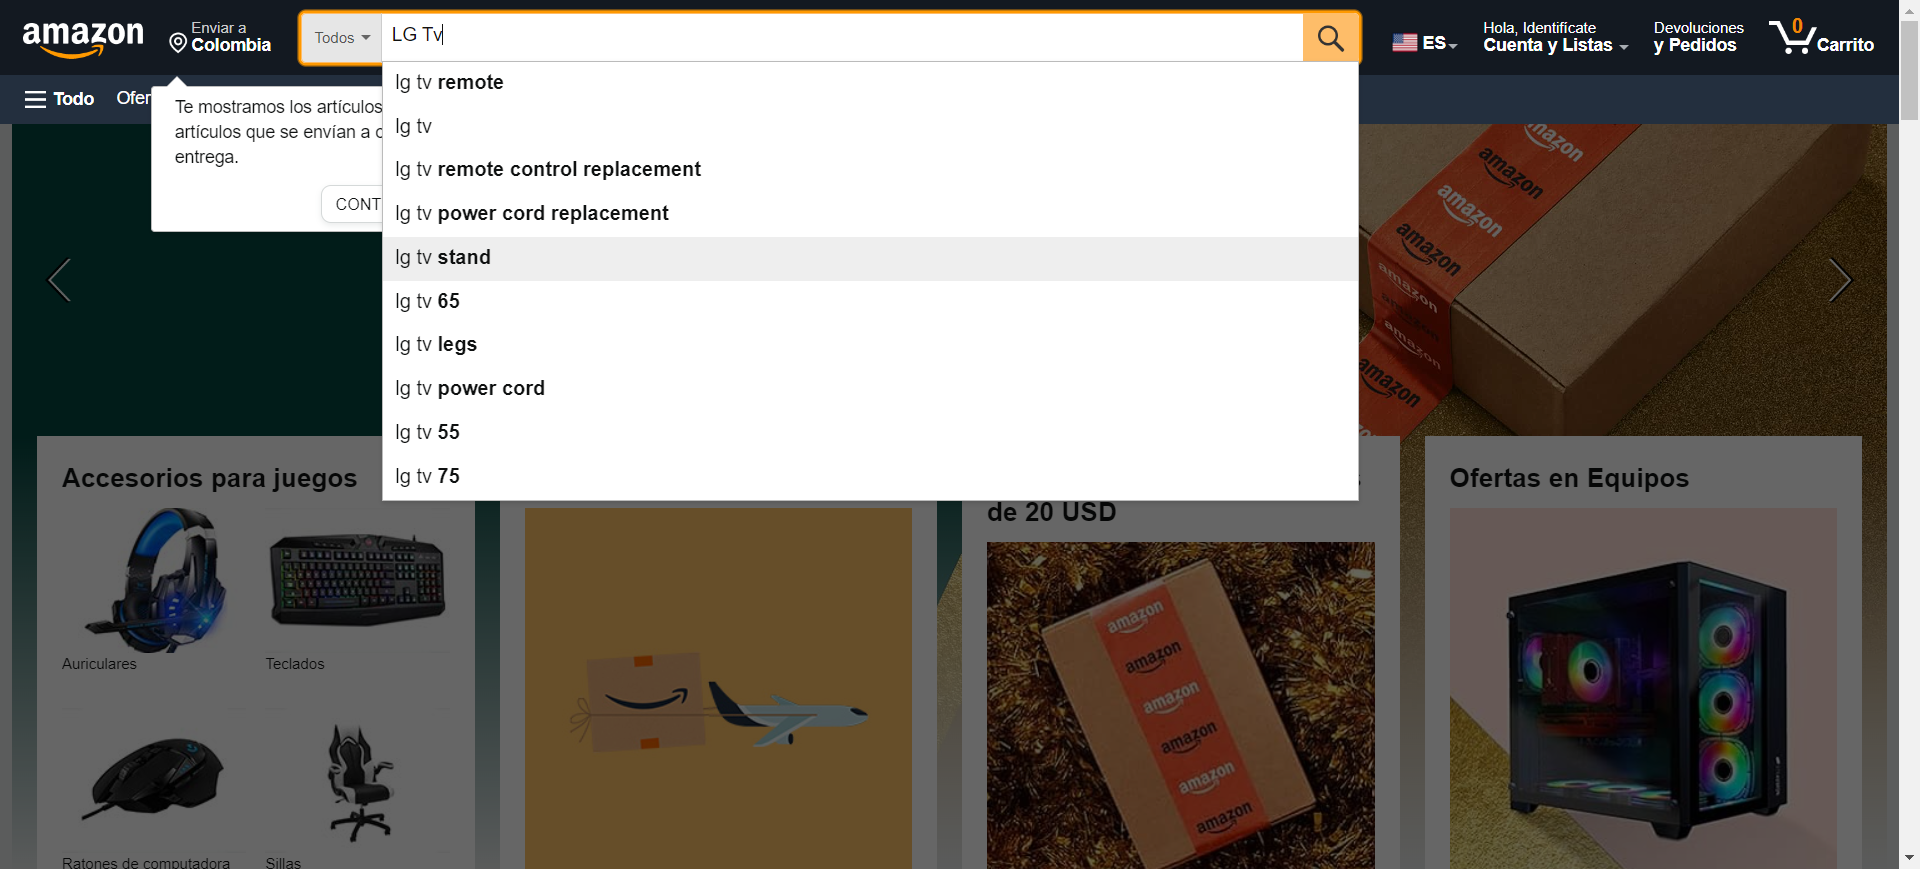 amazon
Enviar a
Colombia
Todos
LG Tv
ES
Hola, Identifícate
Cuenta y Listas
Devoluciones
y Pedidos
0
Carrito
Todo
Ofer
Te mostramos los artículos
artículos que se envían a
entrega.
CONT
lg tv remote
lg tv
lg tv remote control replacement
lg tv power cord replacement
lg tv stand
lg tv 65
lg tv legs
lg tv power cord
lg tv 55
lg tv 75
amazon
amazon
amazon
amazon
amazon
amazon
amazon
amazon
Accesorios para juegos
Auriculares
Teclados
Ratones de computadora
Sillas
de 20 USD
amazon
amazon
amazon
amazon
amazon
amazon
Ofertas en Equipos